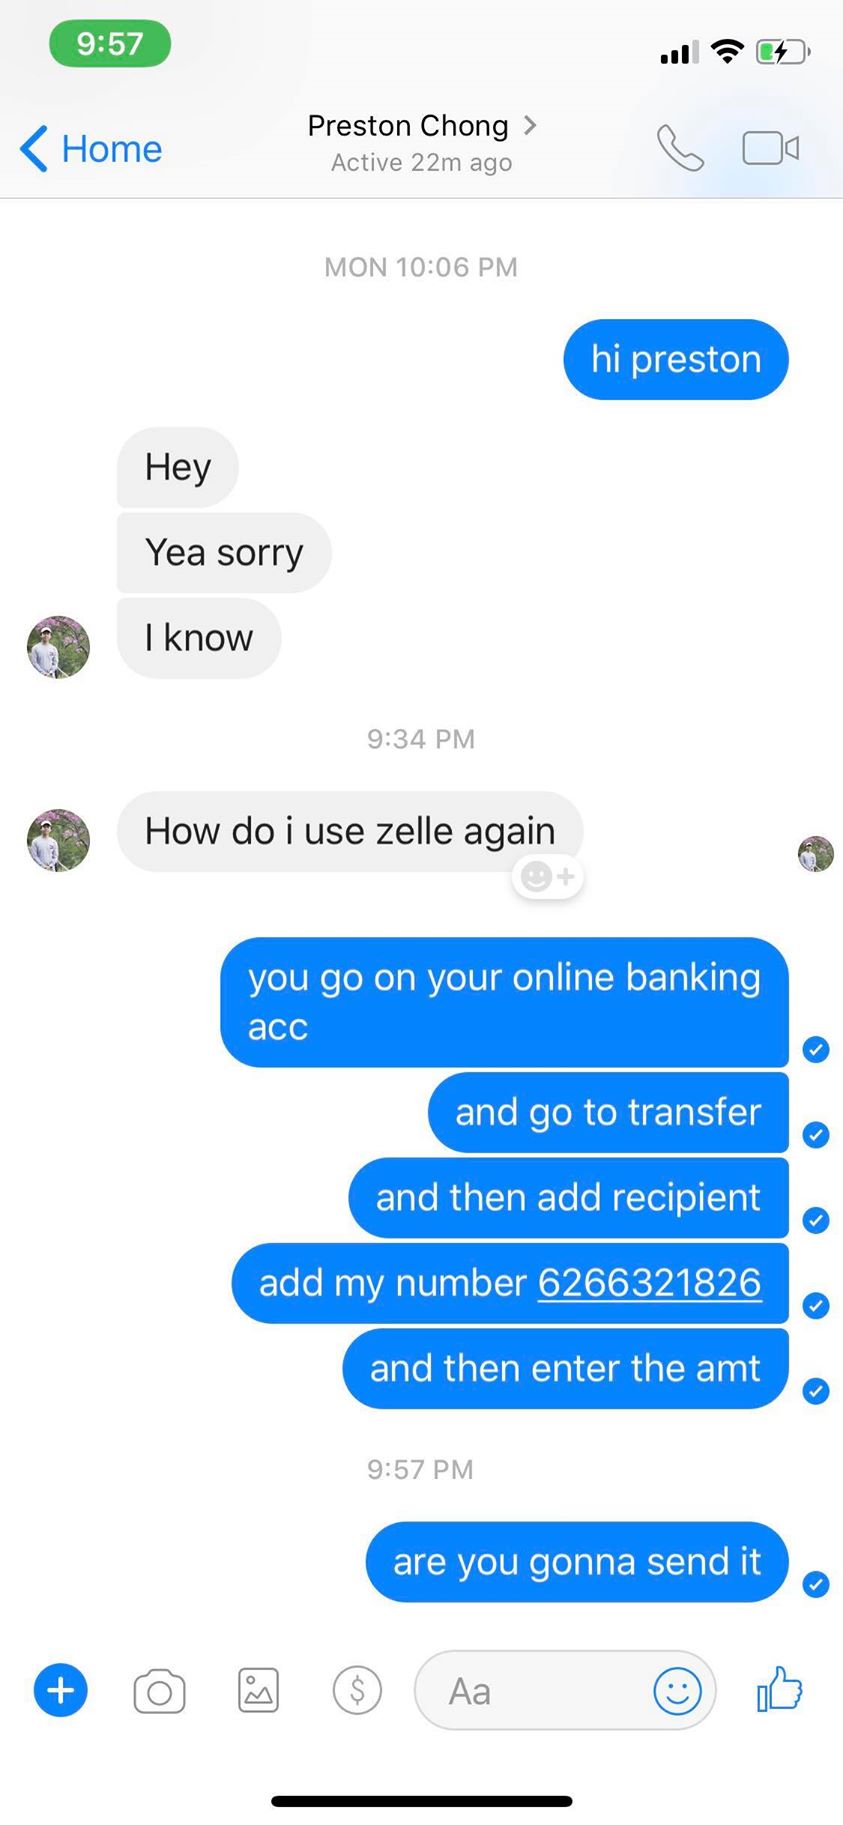 9:57
Home
Preston Chong
Active 22m ago
MON 10:06 PM
hi preston
Hey
Yea sorry
I know
9:34 PM
How do i use zelle again
you go on your online banking
acc
and go to transfer
and then add recipient
add my number 6266321826
and then enter the amt
9:57 PM
are you gonna send it
Aa